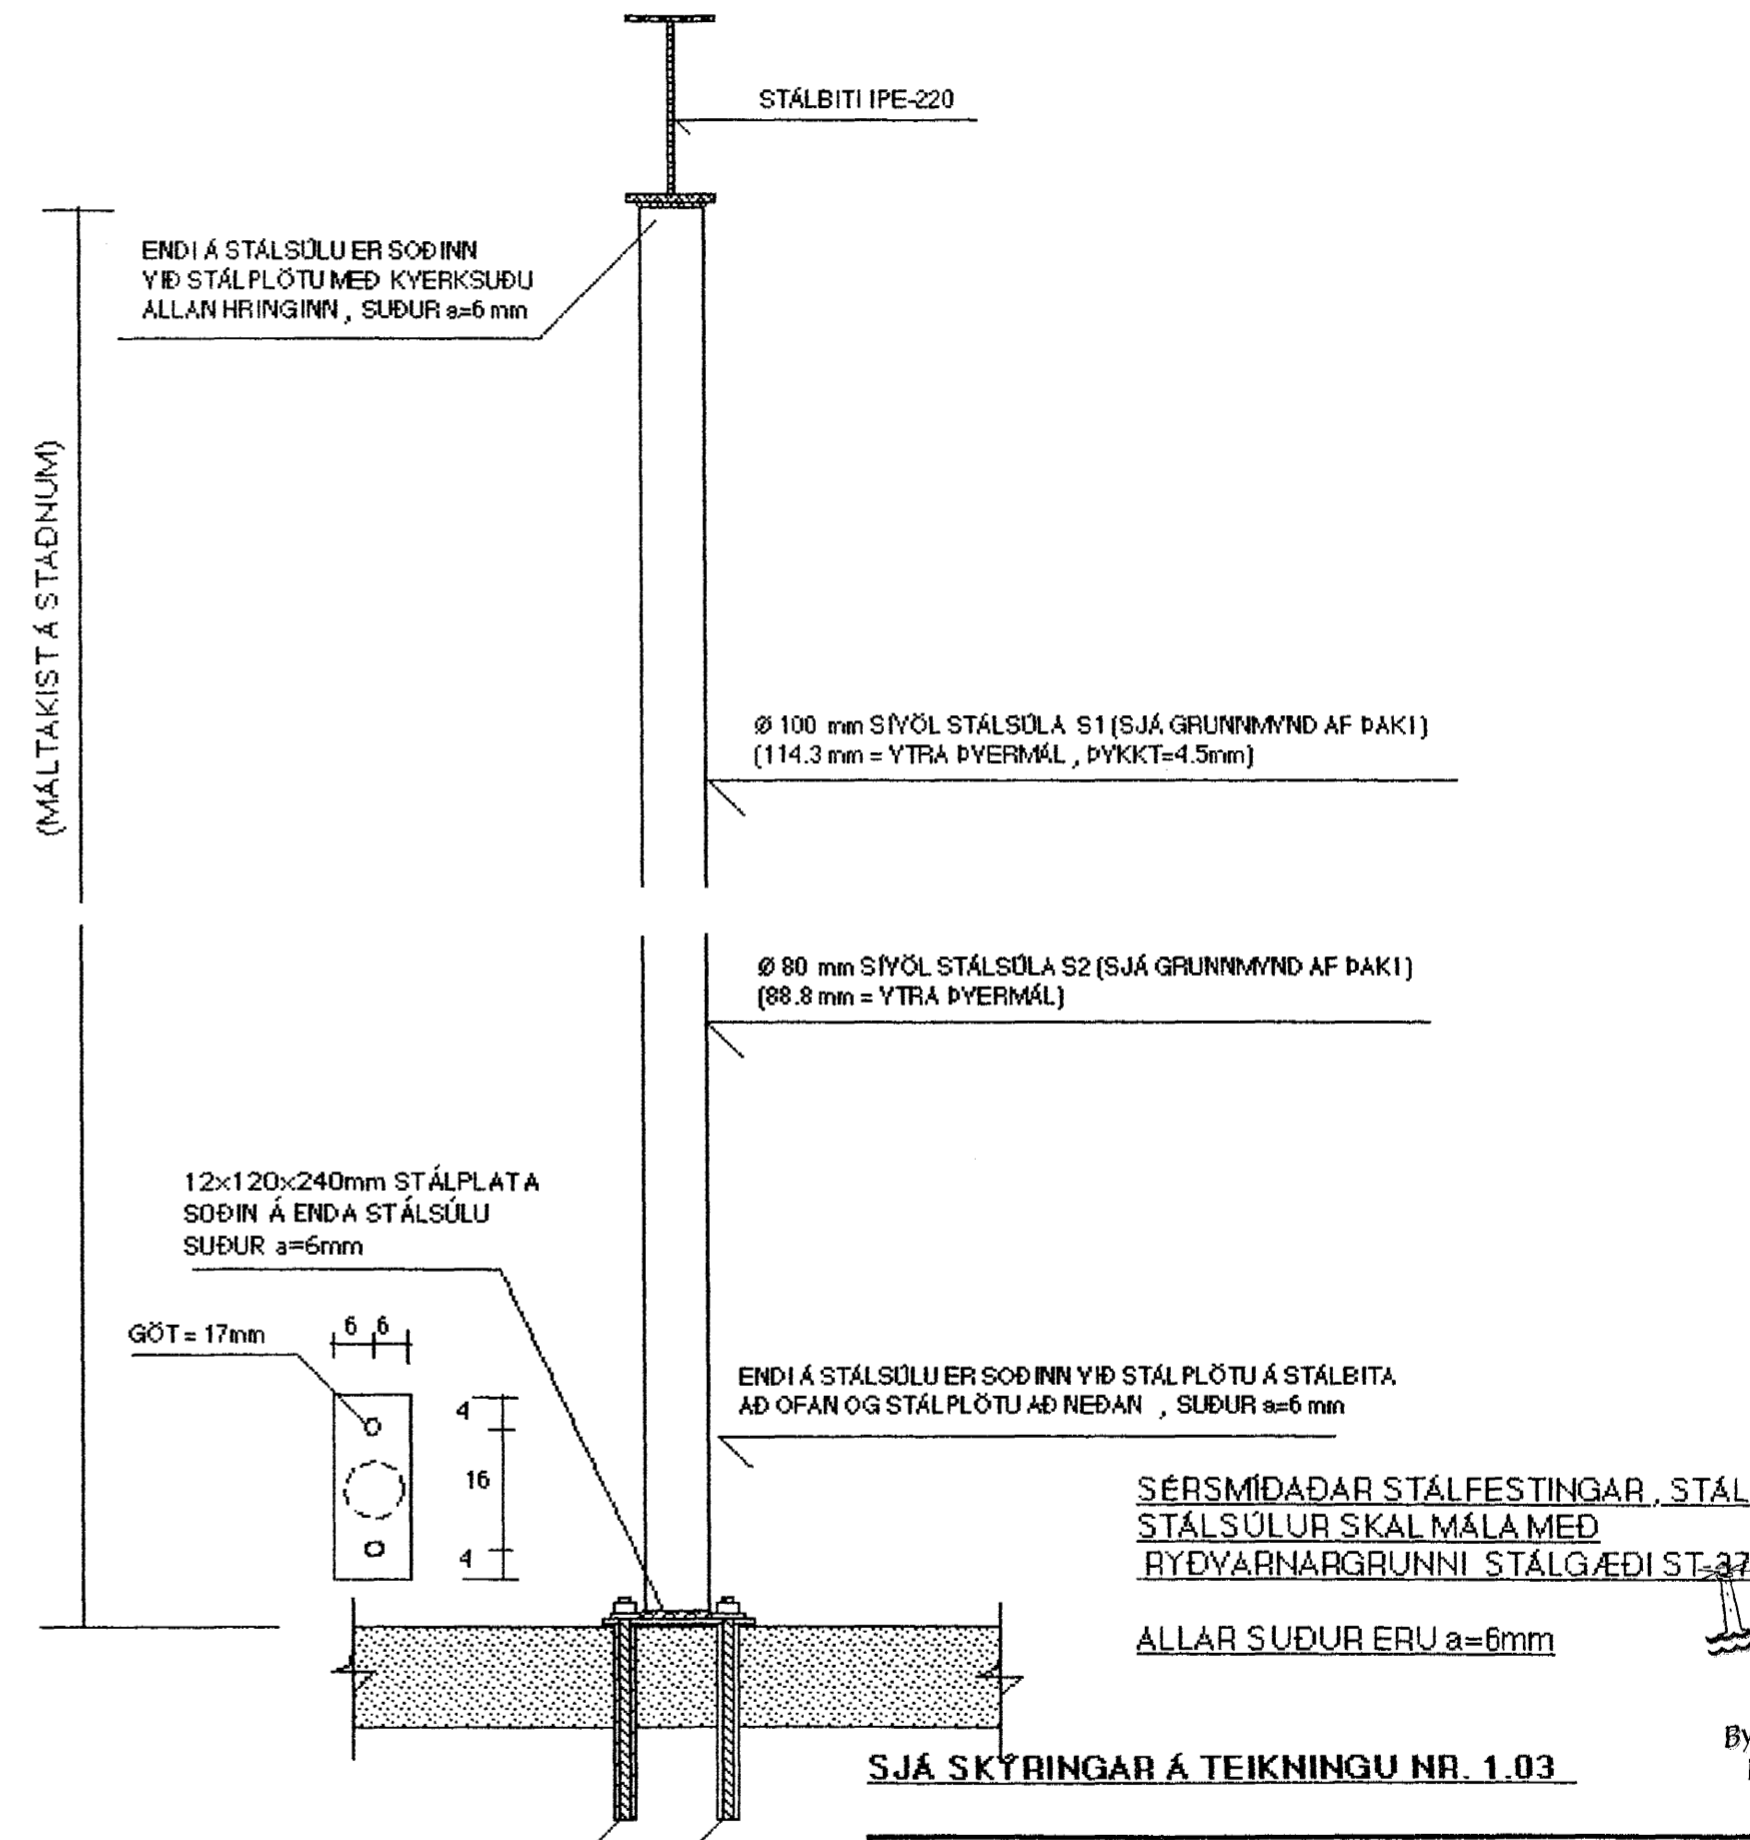 STÁLBITI IPE-220
ENDI Á STÁLSÚLU ER SOÐINN
VIÐ STÁLPLÖTU MEÐ KVERKSUÐU
ALLAN HRINGINN , SUÐUR a=6 mm
(MÁLTAKIST Á STAÐNUM)
Ø 100 mm SÍVÖL STÁLSÚLA S1 (SJÁ GRUNNMYND AF ÞAKI)
(114.3 mm = YTRA ÞVERMÁL , ÞYKKT=4.5mm)
Ø 80 mm SÍVÖL STÁLSÚLA S2 (SJÁ GRUNNMYND AF ÞAKI)
(88.8 mm = YTRA ÞVERMÁL)
12x120x240mm STÁLPLATA
SOÐIN Á ENDA STÁLSÚLU
SUÐUR a=6mm
GÖT = 17mm
6 6
4
16
4
ENDI Á STÁLSÚLU ER SOÐINN VIÐ STÁLPLÖTU Á STÁLBITA
AÐ OFAN OG STÁLPLÖTU AÐ NEÐAN , SUÐUR a=6 mm
SÉRSMÍÐAÐAR STÁLFESTINGAR , STÁL
STÁLSÚLUR SKAL MÁLA MEÐ
RYÐVARNARGRUNNI STÁLGÆÐI ST-37
ALLAR SUÐUR ERU a=6mm
By
SJÁ SKÝRINGAR Á TEIKNINGU NR. 1.03